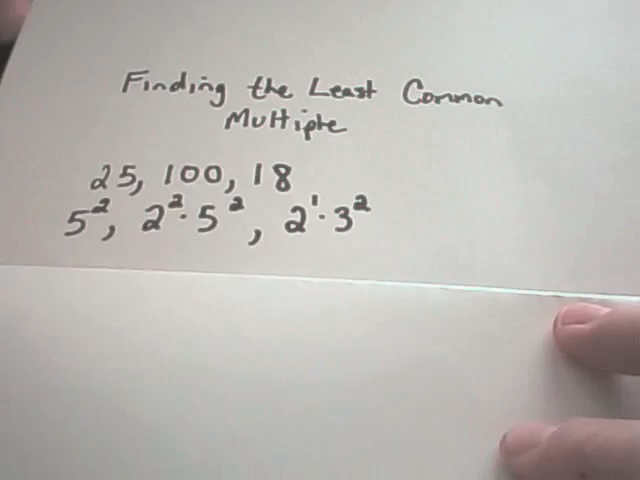 Finding the Least Common
Multiple
25, 100, 18
5², 2²·5², 2¹·3²